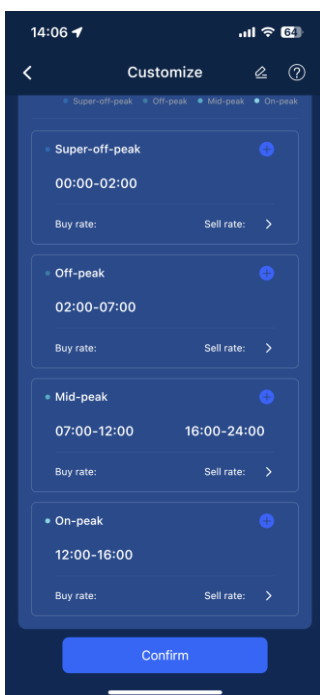 14:06 64
Customize
Super-off-peak Off-peak Mid-peak On-peak
Super-off-peak
00:00-02:00
Buy rate: Sell rate:
Off-peak
02:00-07:00
Buy rate: Sell rate:
Mid-peak
07:00-12:00 16:00-24:00
Buy rate: Sell rate:
On-peak
12:00-16:00
Buy rate: Sell rate:
Confirm